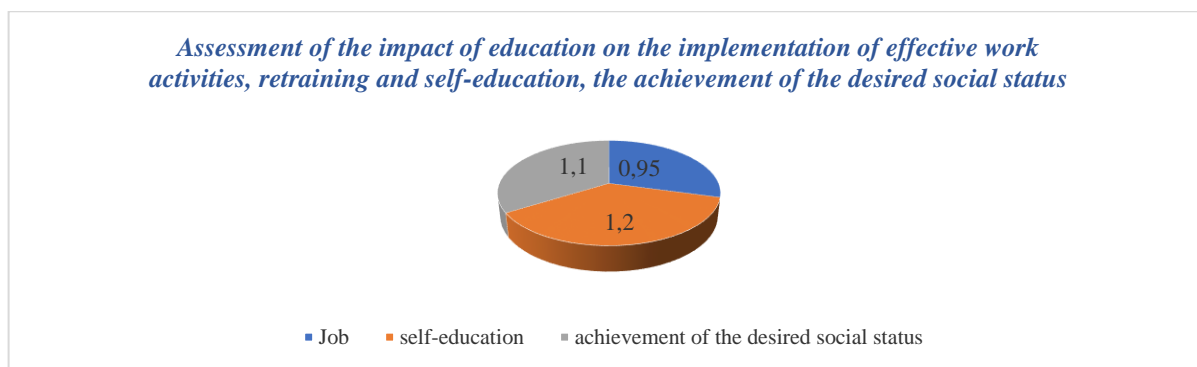 Assessment of the impact of education on the implementation of effective work
activities, retraining and self-education, the achievement of the desired social status
1,1
0,95
1,2
Job
self-education
achievement of the desired social status